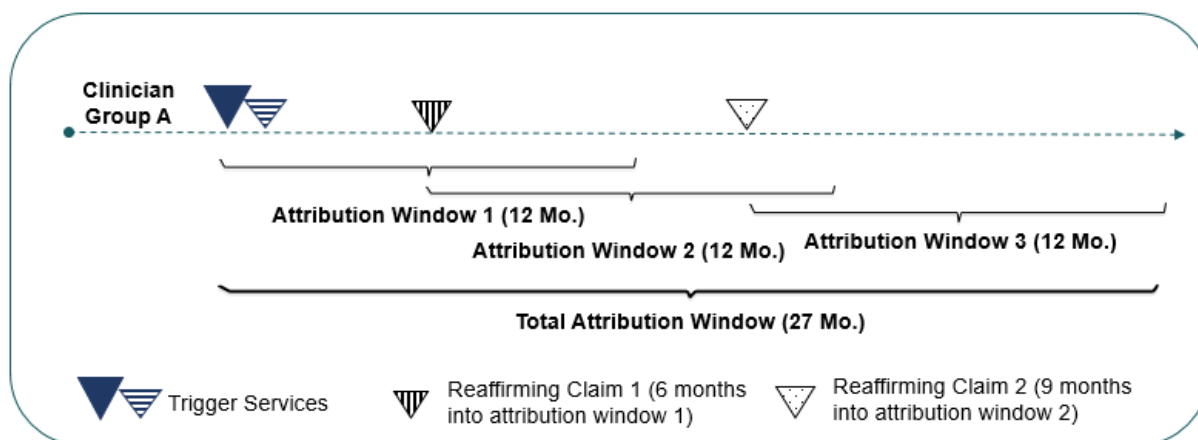 Clinician
Group A
Attribution Window 1 (12 Mo.)
Attribution Window 2 (12 Mo.)
Attribution Window 3 (12 Mo.)
Total Attribution Window (27 Mo.)
Trigger Services
Reaffirming Claim 1 (6 months
into attribution window 1)
Reaffirming Claim 2 (9 months
into attribution window 2)